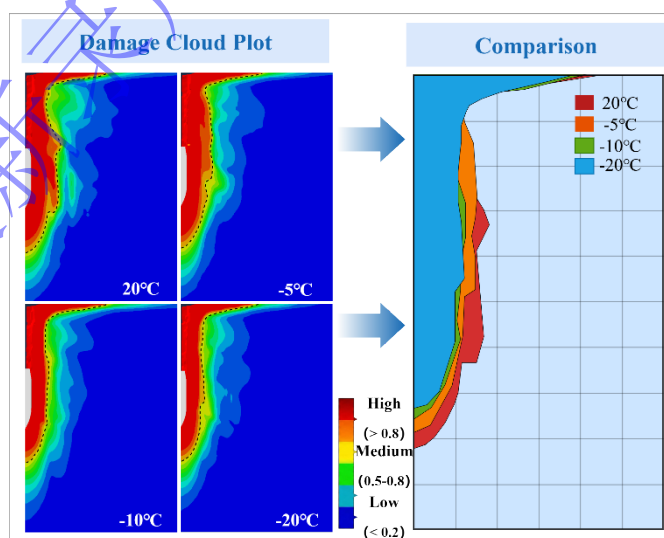 Damage Cloud Plot
Comparison
20℃
-5℃
-10℃
-20℃
20℃
-5℃
-10℃
-20℃
High
(> 0.8)
Medium
(0.5-0.8)
Low
(< 0.2)